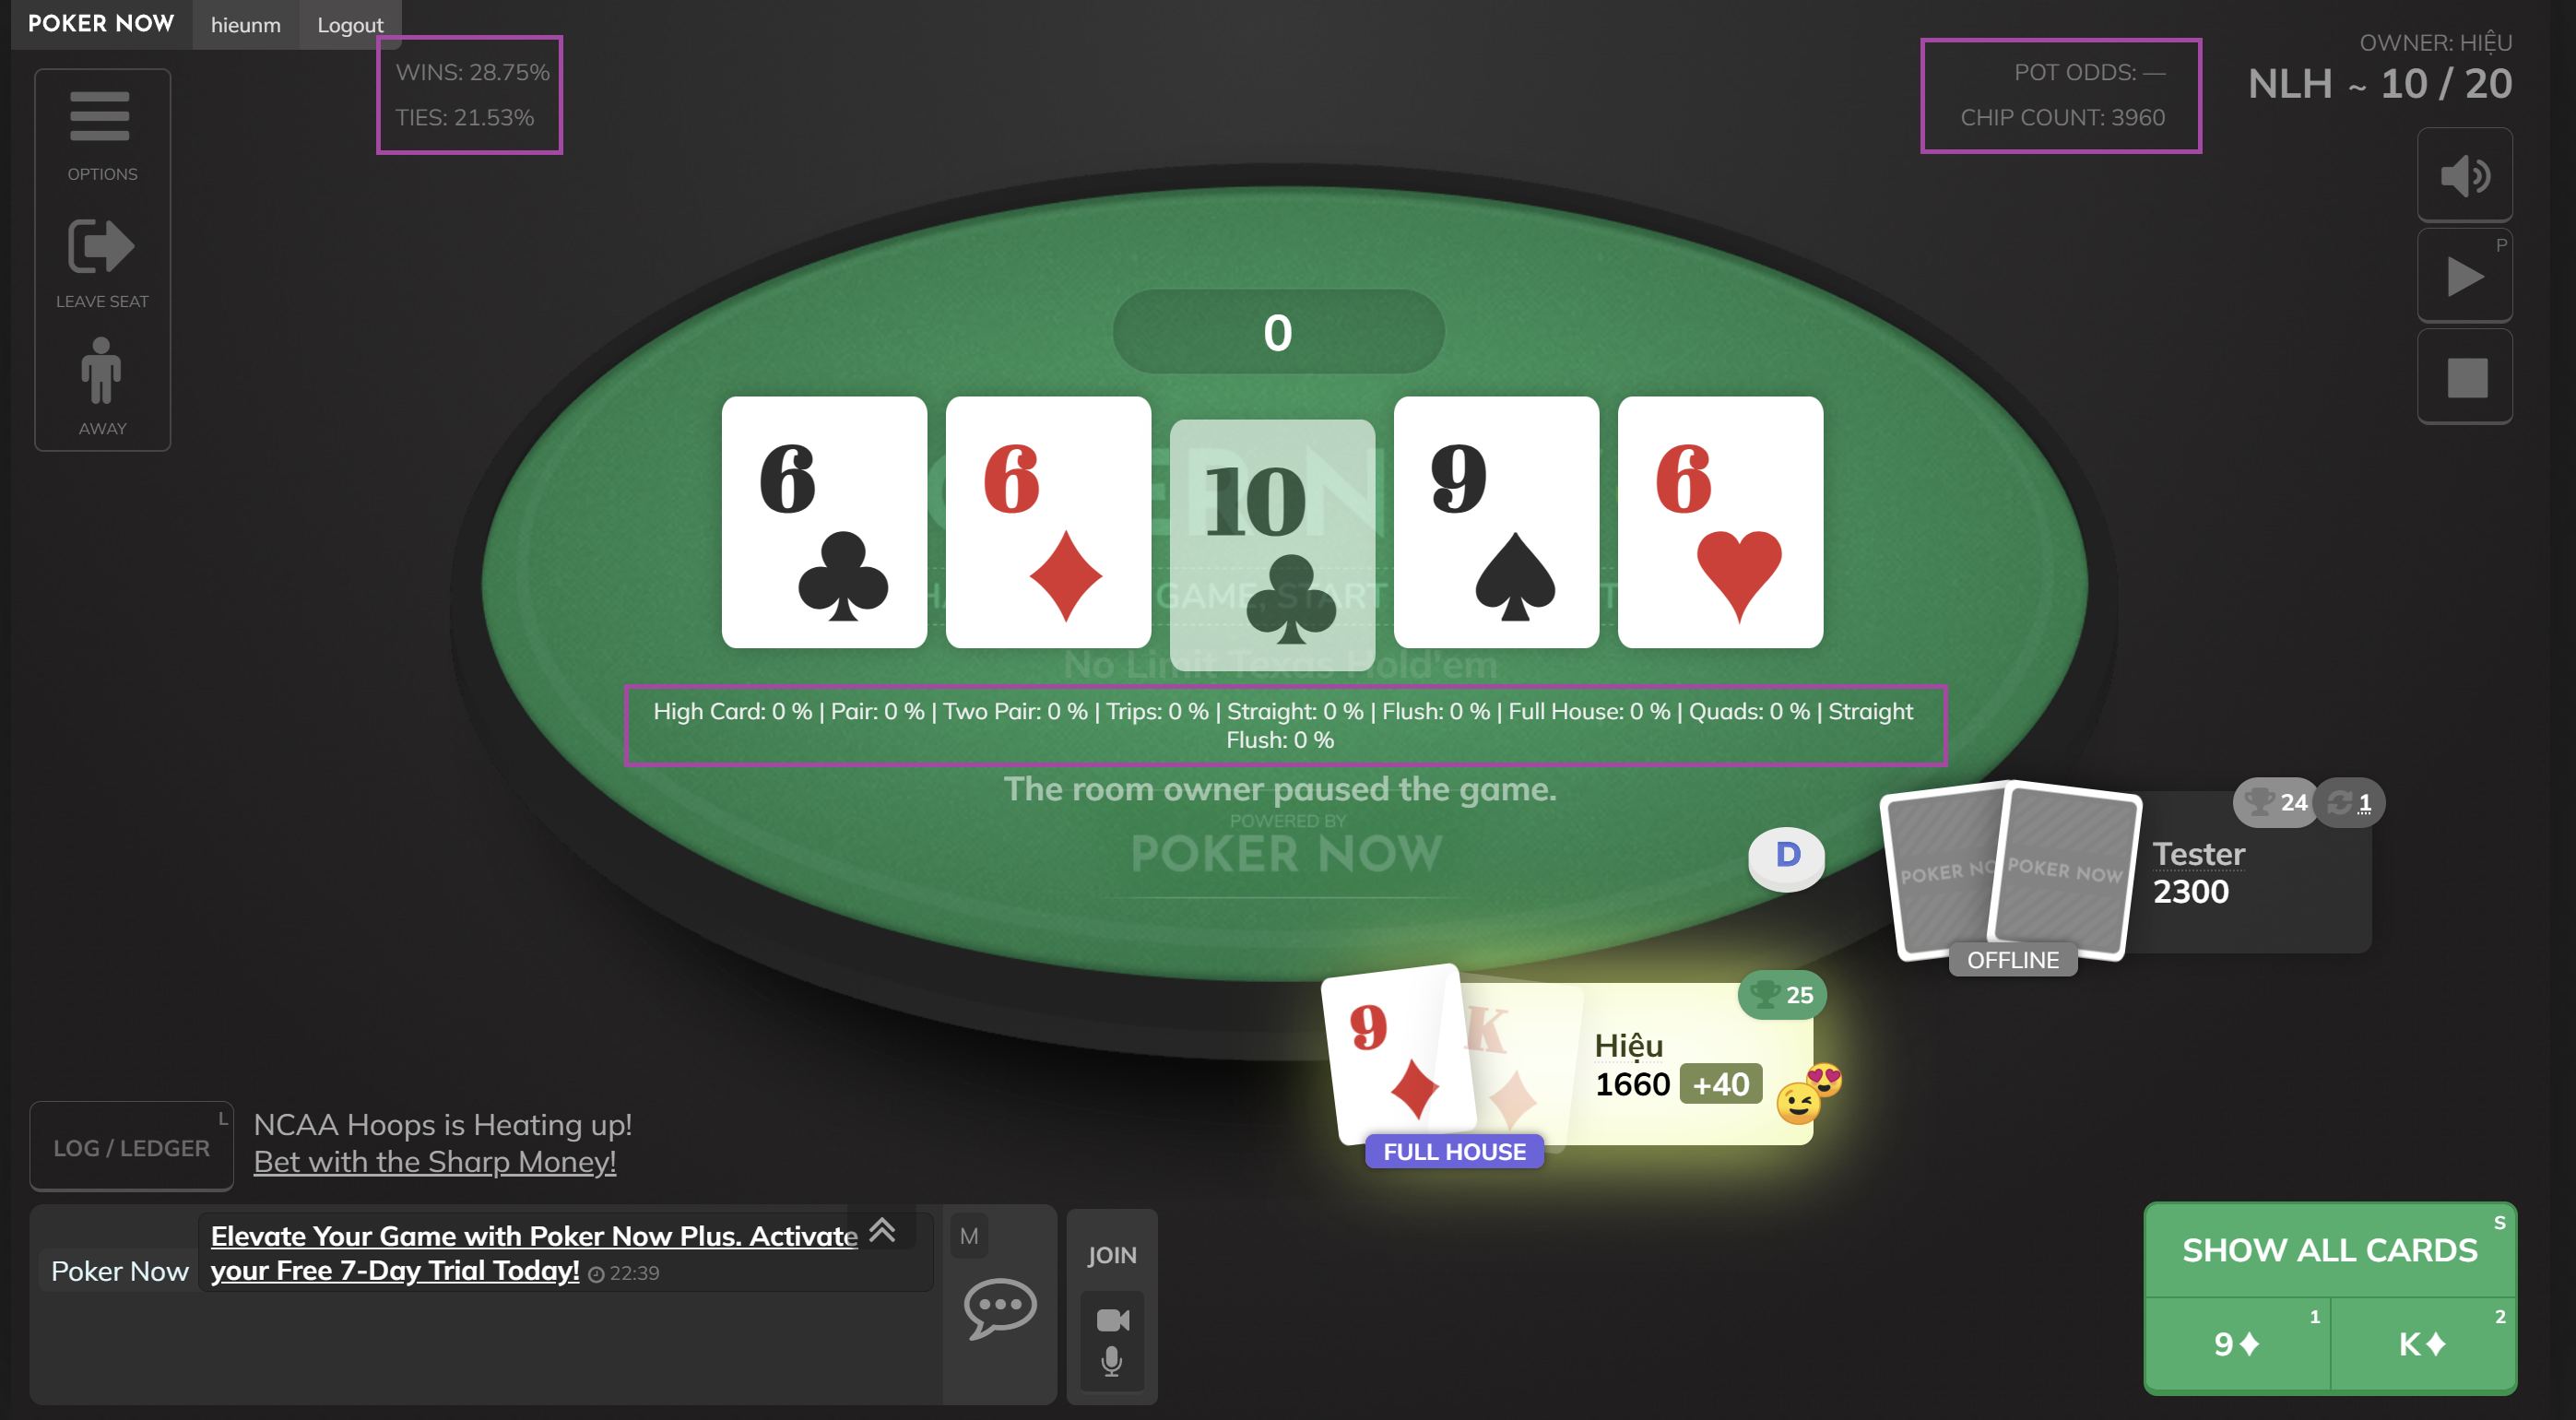 POKER NOW hieunm Logout
WINS: 28.75%
TIES: 21.53%
POT ODDS: —
CHIP COUNT: 3960
OWNER: HIỆU
NLH ~ 10 / 20
OPTIONS
LEAVE SEAT
AWAY
P
0
6 6 10 9 6
GAME, START
No Limit Texas Hold'em
High Card: 0 % | Pair: 0 % | Two Pair: 0 % | Trips: 0 % | Straight: 0 % | Flush: 0 % | Full House: 0 % | Quads: 0 % | Straight
Flush: 0 %
The room owner paused the game.
POWERED BY
POKER NOW
D
POKER NO
POKER NOW
OFFLINE
24 1
Tester
2300
9 K
FULL HOUSE
25
Hiệu
1660 +40
LOG / LEDGER L
NCAA Hoops is Heating up!
Bet with the Sharp Money!
Poker Now
Elevate Your Game with Poker Now Plus. Activate
your Free 7-Day Trial Today! 22:39
M
JOIN
SHOW ALL CARDS S
9♦ 1
K♦ 2